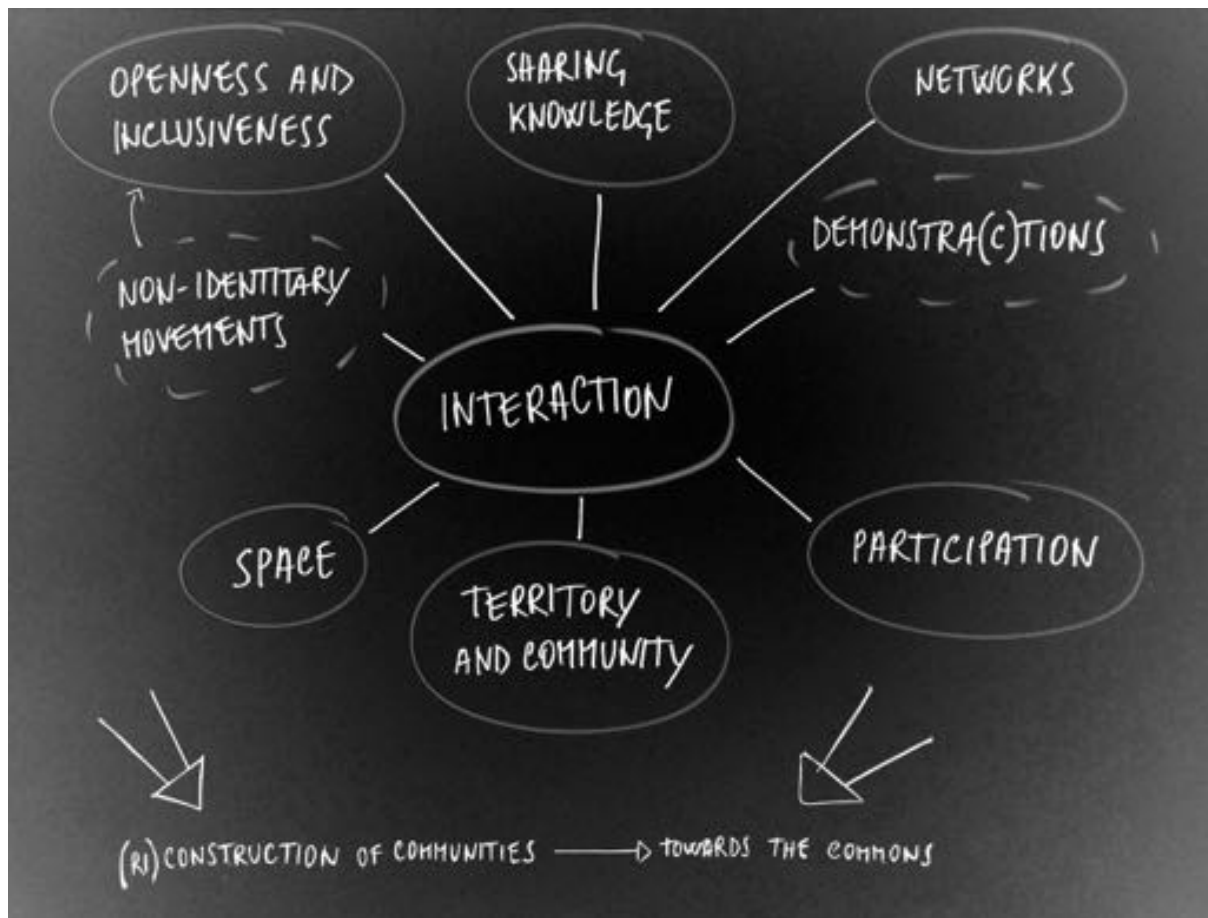 OPENNESS AND
INCLUSIVENESS
SHARING
KNOWLEDGE
NETWORKS
NON-IDENTITARY
MOVEMENTS
DEMONSTRA(C)TIONS
INTERACTION
SPACE
TERRITORY
AND COMMUNITY
PARTICIPATION
(RI)CONSTRUCTION OF COMMUNITIES
TOWARDS THE COMMONS